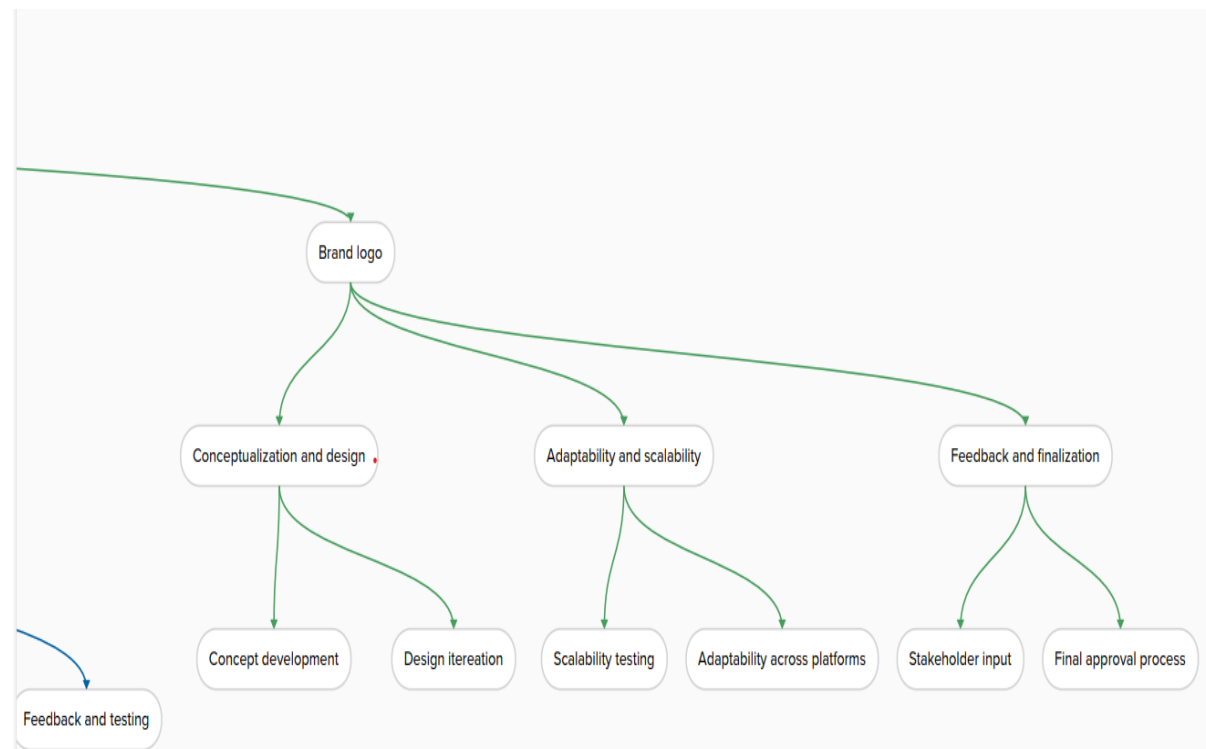 Brand logo
Conceptualization and design
Adaptability and scalability
Feedback and finalization
Concept development
Design itereation
Scalability testing
Adaptability across platforms
Stakeholder input
Final approval process
Feedback and testing